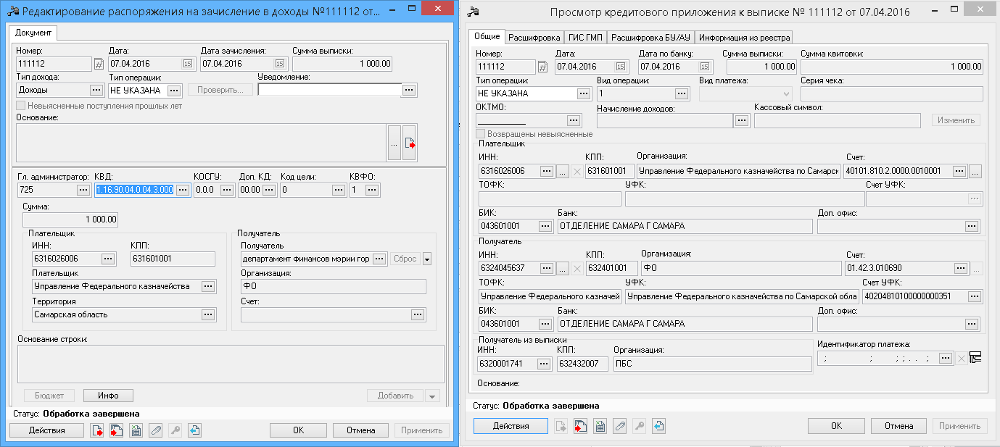 Редактирование распоряжения на зачисление в доходы №111112 от...
Документ
Номер: Дата: Дата зачисления: Сумма выписки:
111112 # 07.04.2016 15 07.04.2016 15 1 000.00
Тип дохода: Тип операции: Уведомление:
Доходы ... НЕ УКАЗАНА ... Проверить... ...
Невыясненные поступления прошлых лет
Основание:
...
Гл. администратор: КВД: КОСГУ: Доп. КД: Код цели: КВФО:
725 ... 1.16.90.04.0.04.3.000 ... 0.0.0 ... 00.00 ... 0 ... 1 ...
Сумма:
1 000.00
Плательщик
ИНН: КПП:
6316026006 ... 631601001
Плательщик
Управление Федерального казначейства ...
Территория
Самарская область ...
Получатель
Получатель
департамент финансов мэрии гор ... Сброс
Организация:
ФО
Счет:
...
Основание строки:
Бюджет Инфо Добавить
Статус: Обработка завершена
Действия ОК Отмена Применить
Просмотр кредитового приложения к выписке № 111112 от 07.04.2016
Общие Расшифровка ГИС ГМП Расшифровка БУ/АУ Информация из реестра
Номер: Дата: Дата по банку: Сумма выписки: Сумма квитовки:
111112 # 07.04.2016 15 07.04.2016 15 1 000.00 1 000.00
Тип операции: Вид операции: Вид платежа: Серия чека:
НЕ УКАЗАНА ... 1 ...
ОКТМО: Начисление доходов: Кассовый символ:
___________ ... ... Изменить
Возвращены невыясненные
Плательщик
ИНН: КПП: Организация: Счет:
6316026006 ... ... 631601001 Управление Федерального казначейства по Самарск 40101.810.2.0000.0010001 ... ...
ТОФК: УФК: Счет УФК:
...
БИК: Банк: Доп. офис:
043601001 ... ОТДЕЛЕНИЕ САМАРА Г САМАРА ...
Получатель
ИНН: КПП: Организация: Счет:
6324045637 ... ... 632401001 ФО 01.42.3.010690 ... ...
ТОФК: УФК: Счет УФК:
Управление Федерального казначей Управление Федерального казначейства по Самарской обла 40204810100000000351 ...
БИК: Банк: Доп. офис:
043601001 ... ОТДЕЛЕНИЕ САМАРА Г САМАРА ...
Получатель из выписки
ИНН: КПП: Организация: Идентификатор платежа:
6320001741 ... 632432007 ПБС ; ; ; ; . . ; ...
Основание:
Статус: Обработка завершена
Действия ОК Отмена Применить